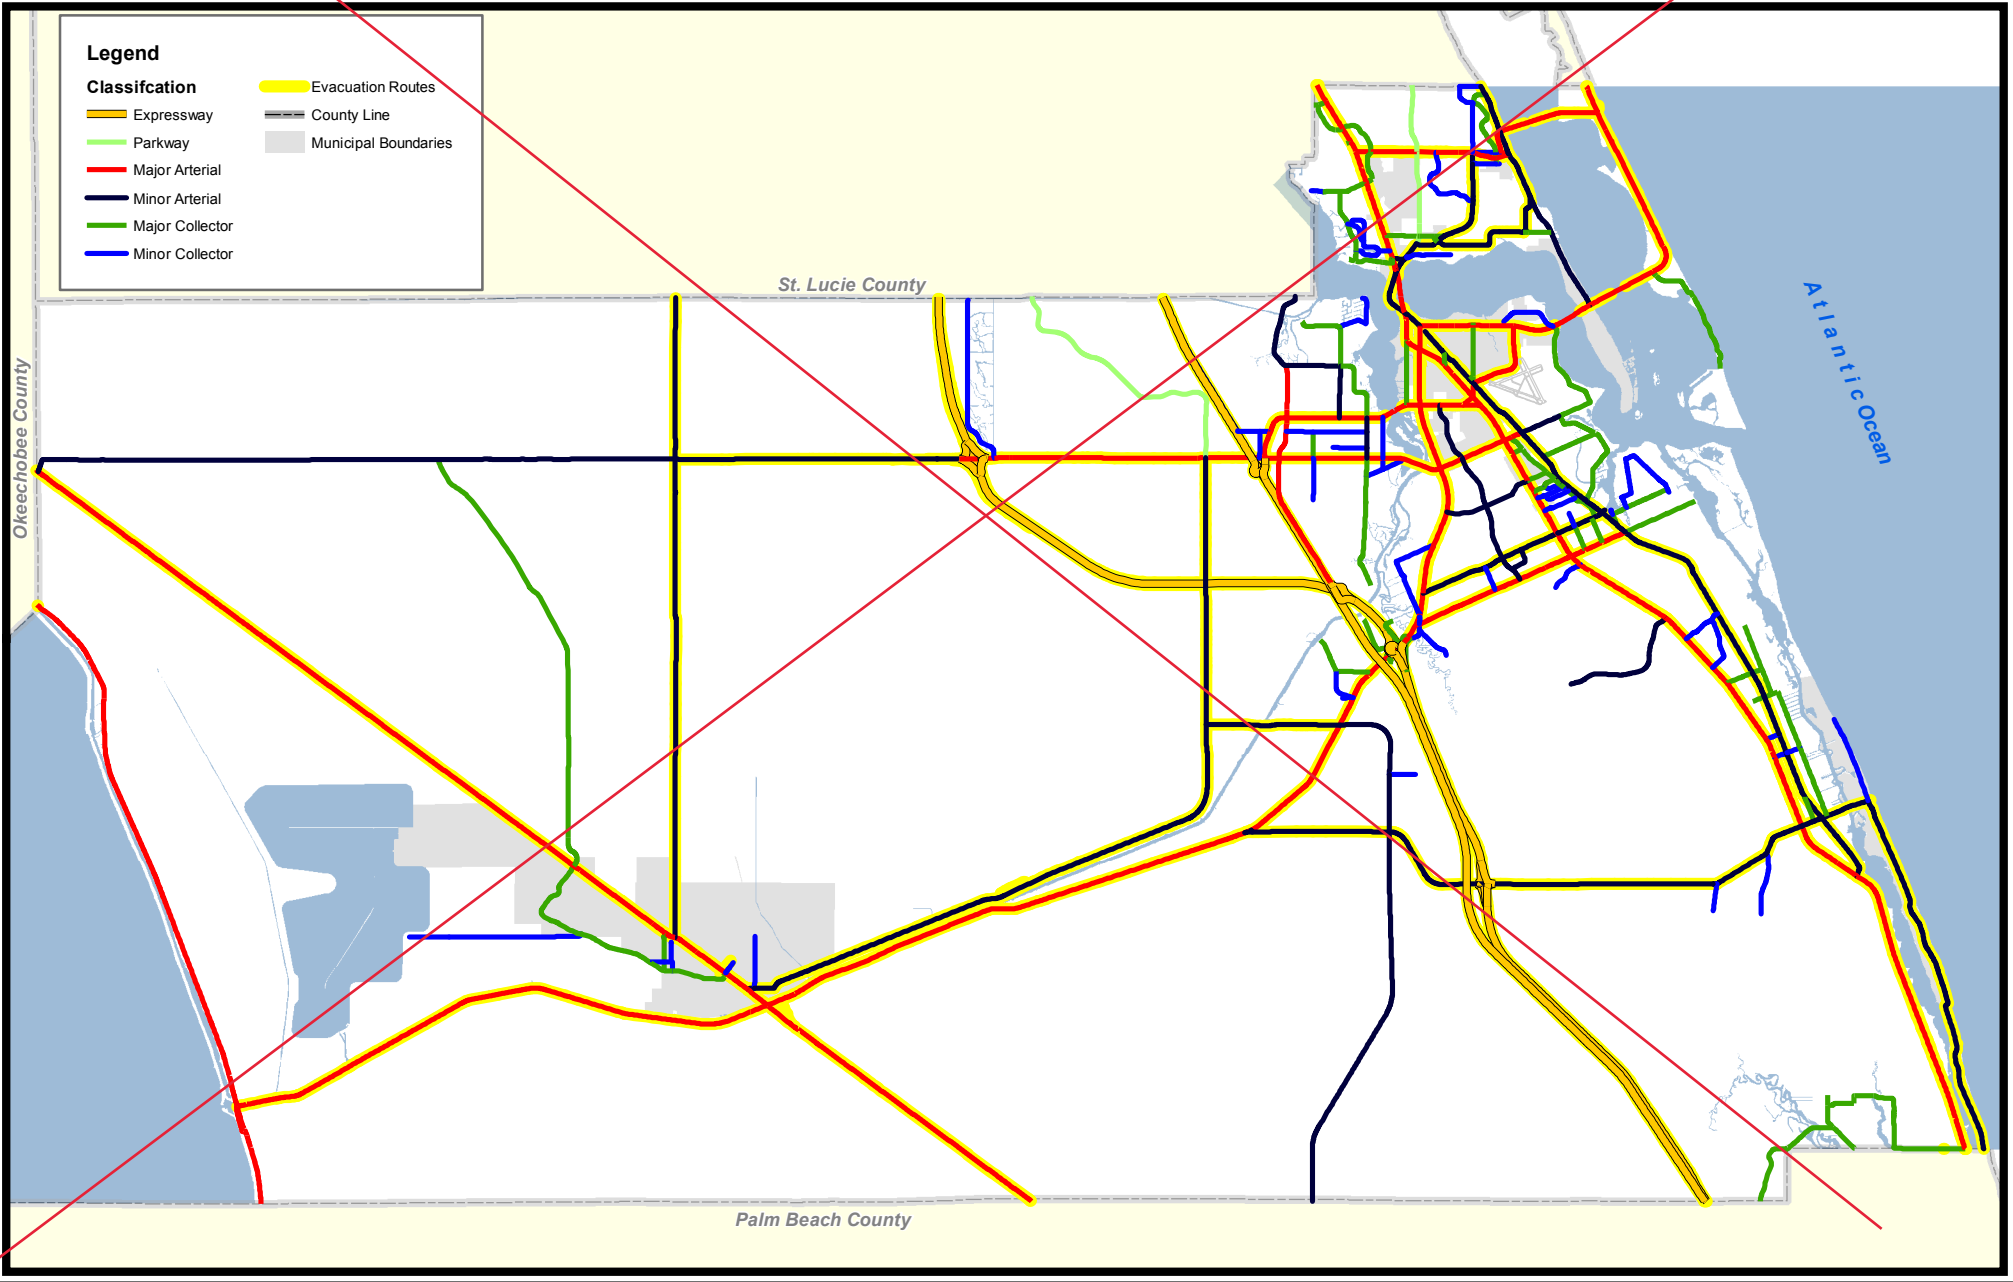 Legend
Classifcation
Expressway
Parkway
Major Arterial
Minor Arterial
Major Collector
Minor Collector
Evacuation Routes
County Line
Municipal Boundaries
St. Lucie County
Okeechobee County
Atlantic Ocean
Palm Beach County